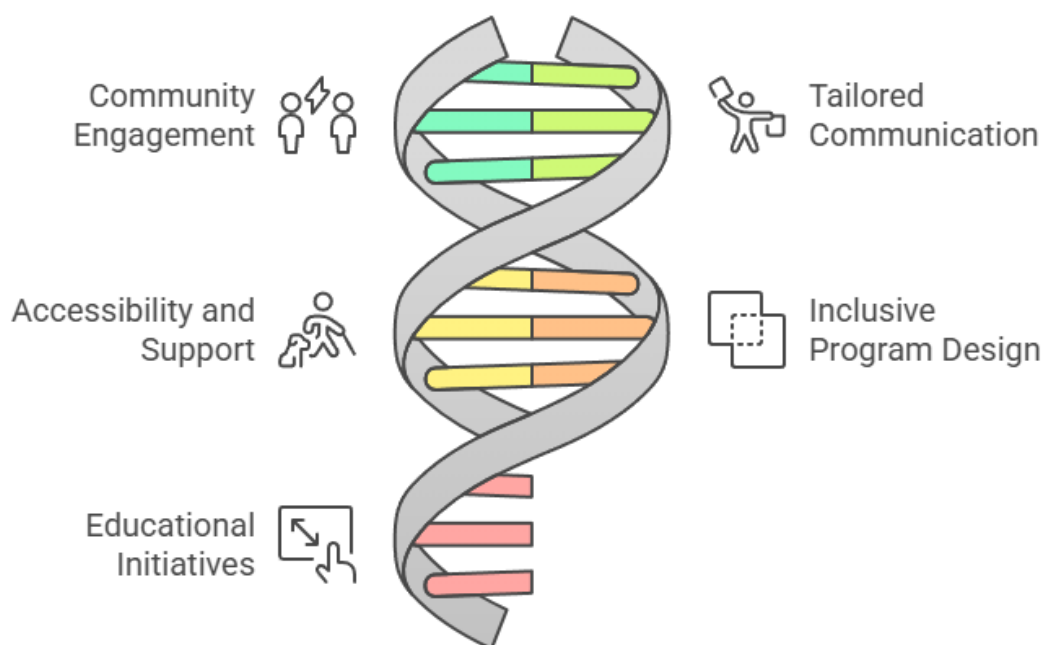 Community
Engagement
Tailored
Communication
Accessibility and
Support
Inclusive
Program Design
Educational
Initiatives